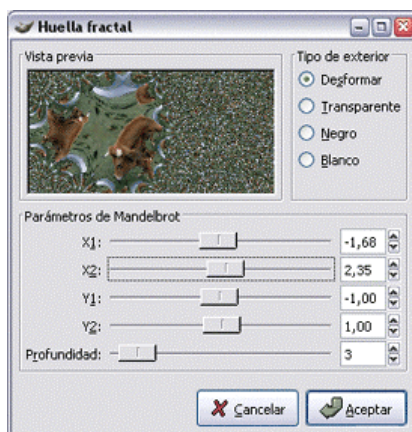 Huella fractal
Vista previa
Tipo de exterior
Desformar
Transparente
Negro
Blanco
Parámetros de Mandelbrot
X1: -1,68
X2: 2,35
Y1: -1,00
Y2: 1,00
Profundidad: 3
Cancelar
Aceptar